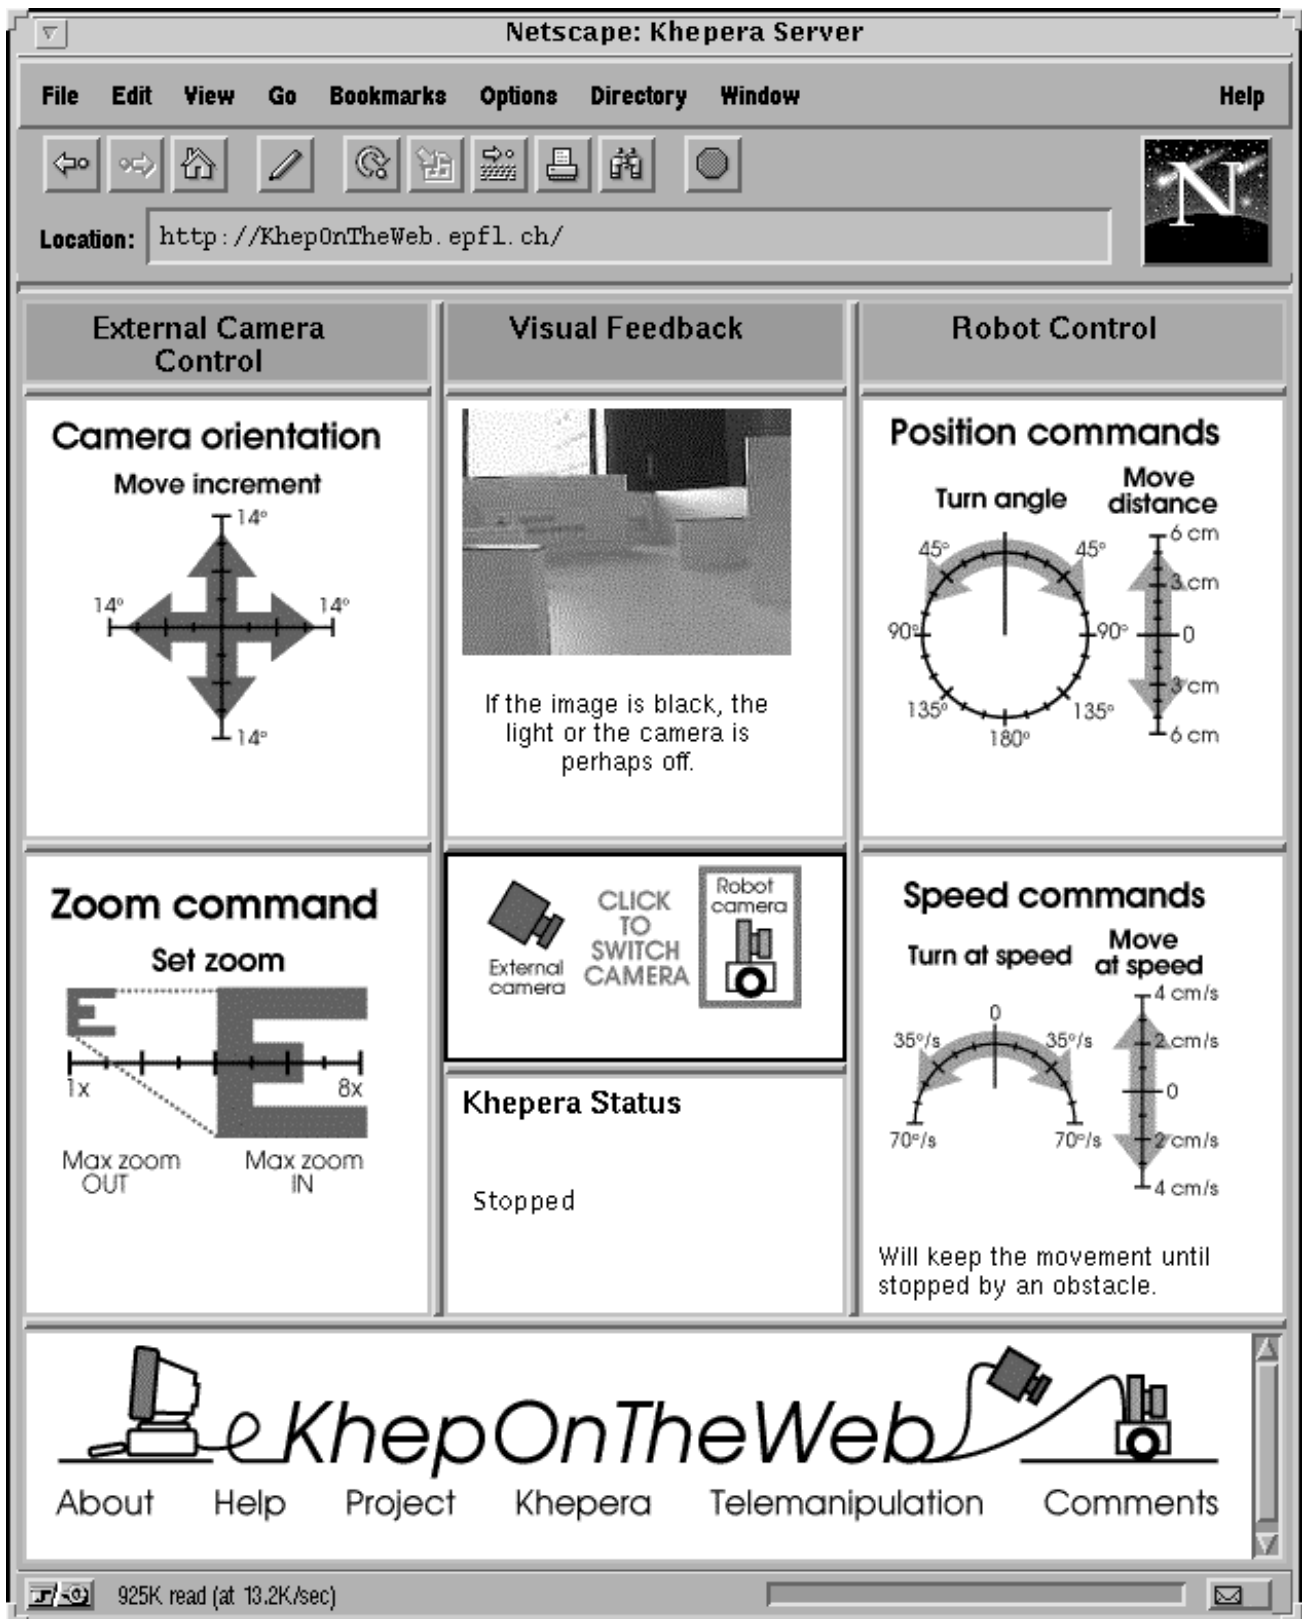 Netscape: Khepera Server
File Edit View Go Bookmarks Options Directory Window Help
N
Location: http://KhepOnTheWeb.epfl.ch/
External Camera
Control
Camera orientation
Move increment
14°
14° 14°
14°
Zoom command
Set zoom
E E
1x 8x
Max zoom Max zoom
OUT IN
Visual Feedback
If the image is black, the
light or the camera is
perhaps off.
External
camera
CLICK
TO
SWITCH
CAMERA
Robot
camera
Khepera Status
Stopped
Robot Control
Position commands
Turn angle
45° 45°
90° 90°
135° 135°
180°
Move
distance
6 cm
3 cm
0
3 cm
6 cm
Speed commands
Turn at speed
0
35°/s 35°/s
70°/s 70°/s
Move
at speed
4 cm/s
2 cm/s
0
2 cm/s
4 cm/s
Will keep the movement until
stopped by an obstacle.
KhepOnTheWeb
About Help Project Khepera Telemanipulation Comments
925K read (at 13.2K/sec)